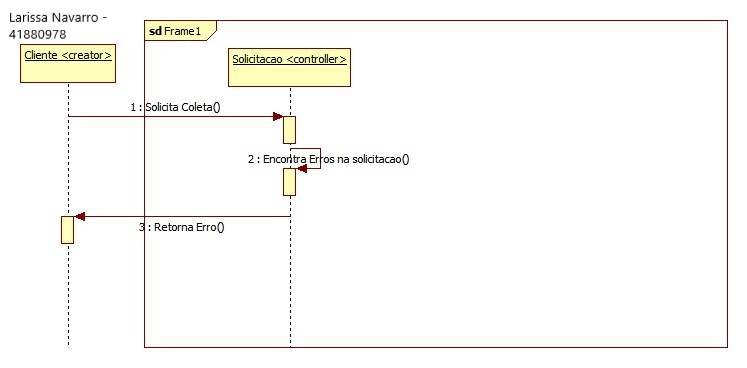 Larissa Navarro -
41880978
sd Frame1
Cliente <creator>
Solicitacao <controller>
1 : Solicita Coleta()
2 : Encontra Erros na solicitacao()
3 : Retorna Erro()